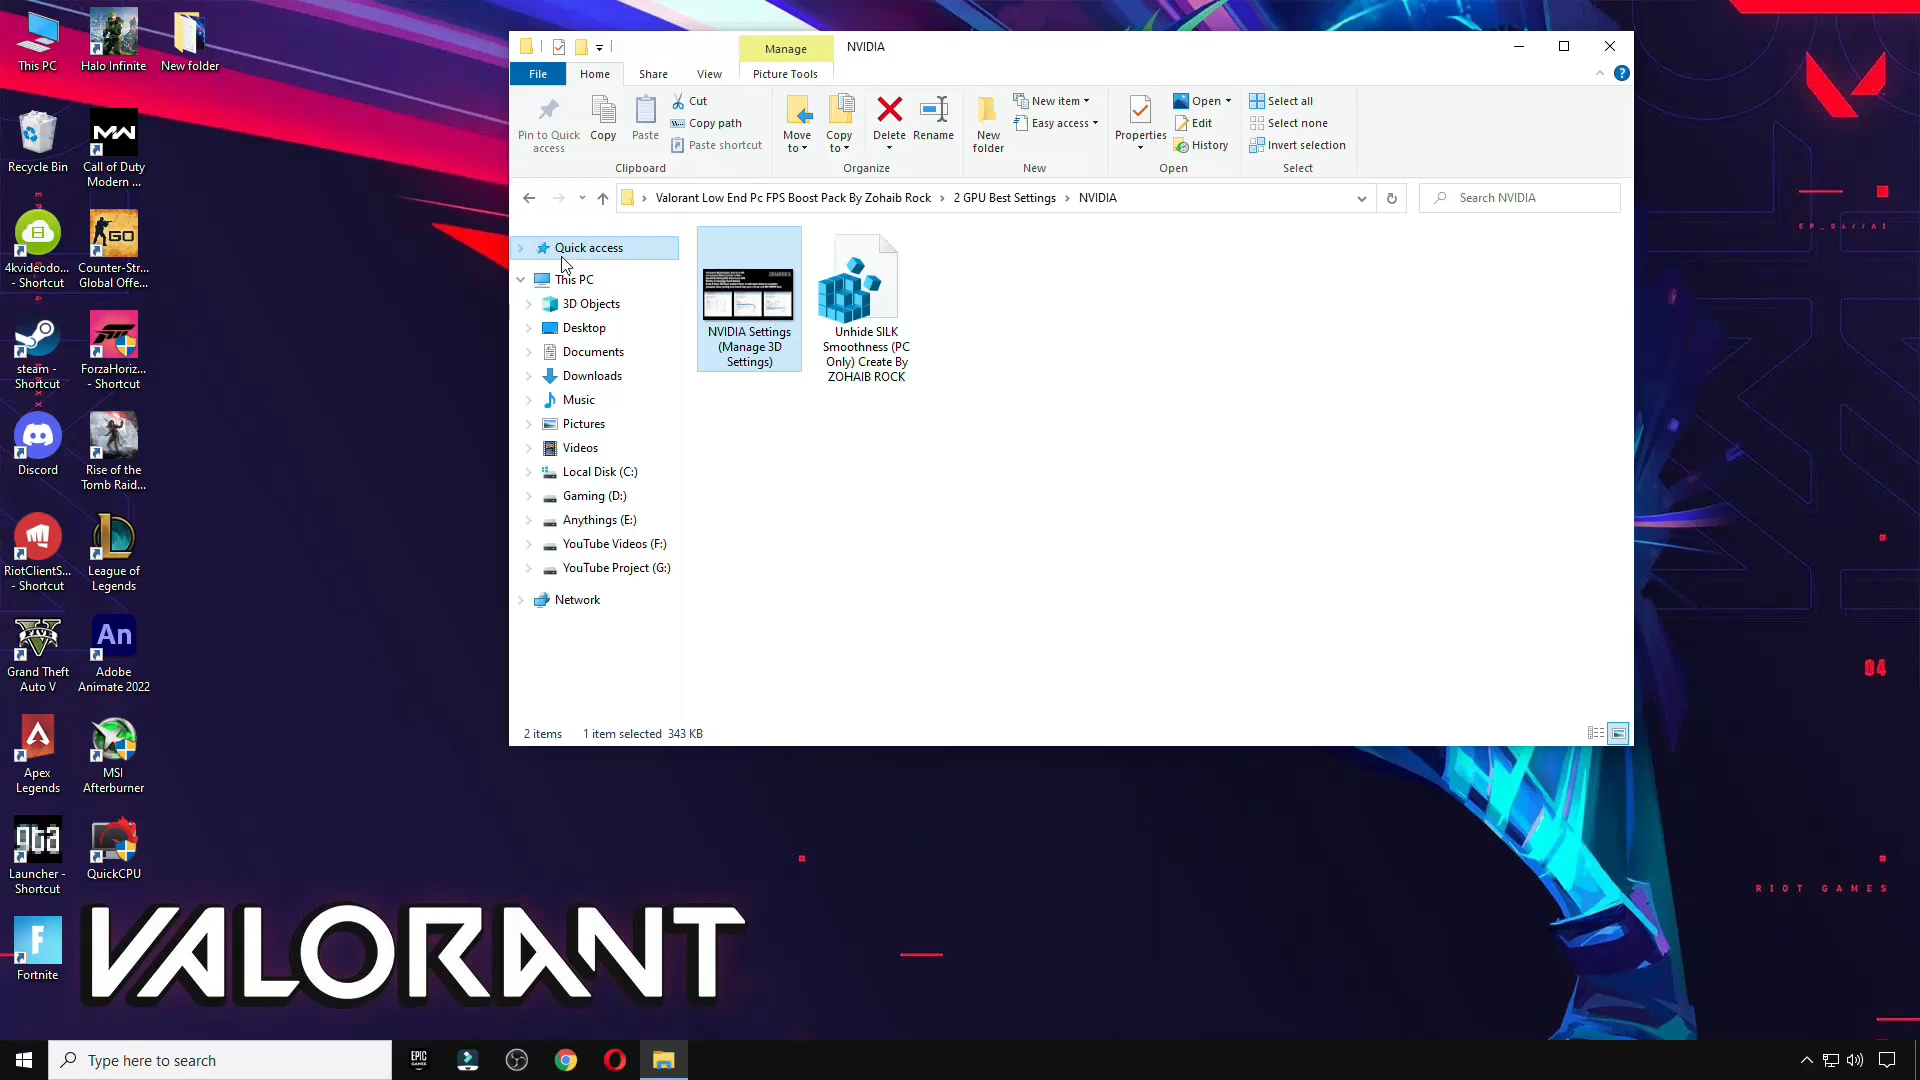 This PC
Halo Infinite
New folder
Recycle Bin
Call of Duty
Modern ...
4kvideodo...
- Shortcut
Counter-Str...
Global Offe...
steam -
Shortcut
ForzaHoriz...
- Shortcut
Discord
Rise of the
Tomb Raid...
RiotClientS...
- Shortcut
League of
Legends
Grand Theft
Auto V
An
Adobe
Animate 2022
Apex
Legends
MSI
Afterburner
Launcher -
Shortcut
QuickCPU
Fortnite
VALORANT
Manage
NVIDIA
File
Home
Share
View
Picture Tools
Pin to Quick
access
Copy
Paste
Cut
Copy path
Paste shortcut
Clipboard
Move
to
Copy
to
Delete
Rename
Organize
New
folder
New item
Easy access
New
Properties
Open
Edit
History
Open
Select all
Select none
Invert selection
Select
Valorant Low End Pc FPS Boost Pack By Zohaib Rock > 2 GPU Best Settings > NVIDIA
Search NVIDIA
Quick access
This PC
3D Objects
Desktop
Documents
Downloads
Music
Pictures
Videos
Local Disk (C:)
Gaming (D:)
Anythings (E:)
YouTube Videos (F:)
YouTube Project (G:)
Network
NVIDIA Settings
(Manage 3D
Settings)
Unhide SILK
Smoothness (PC
Only) Create By
ZOHAIB ROCK
2 items
1 item selected 343 KB
EP_04//AI
04
RIOT GAMES
Type here to search
EPIC
GAMES